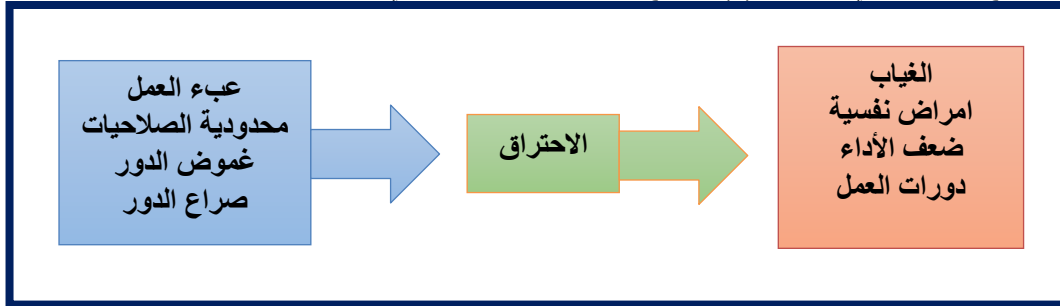 عبء العمل
محدودية الصلاحيات
غموض الدور
صراع الدور
الاحتراق
الغياب
امراض نفسية
ضعف الأداء
دورات العمل